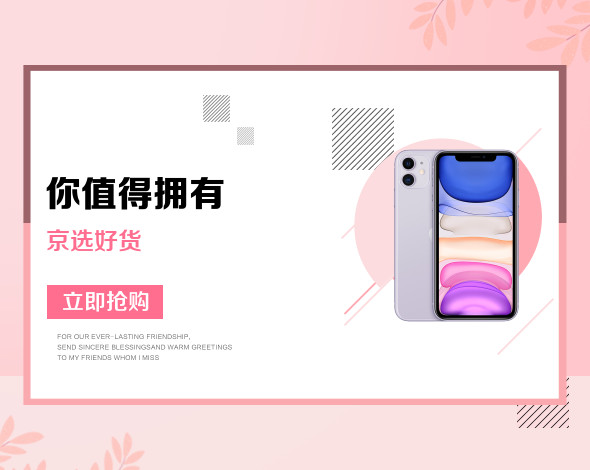 你值得拥有
京选好货
立即抢购
FOR OUR EVER-LASTING FRIENDSHIP,
SEND SINCERE BLESSINGSAND WARM GREETINGS
TO MY FRIENDS WHOM I MISS